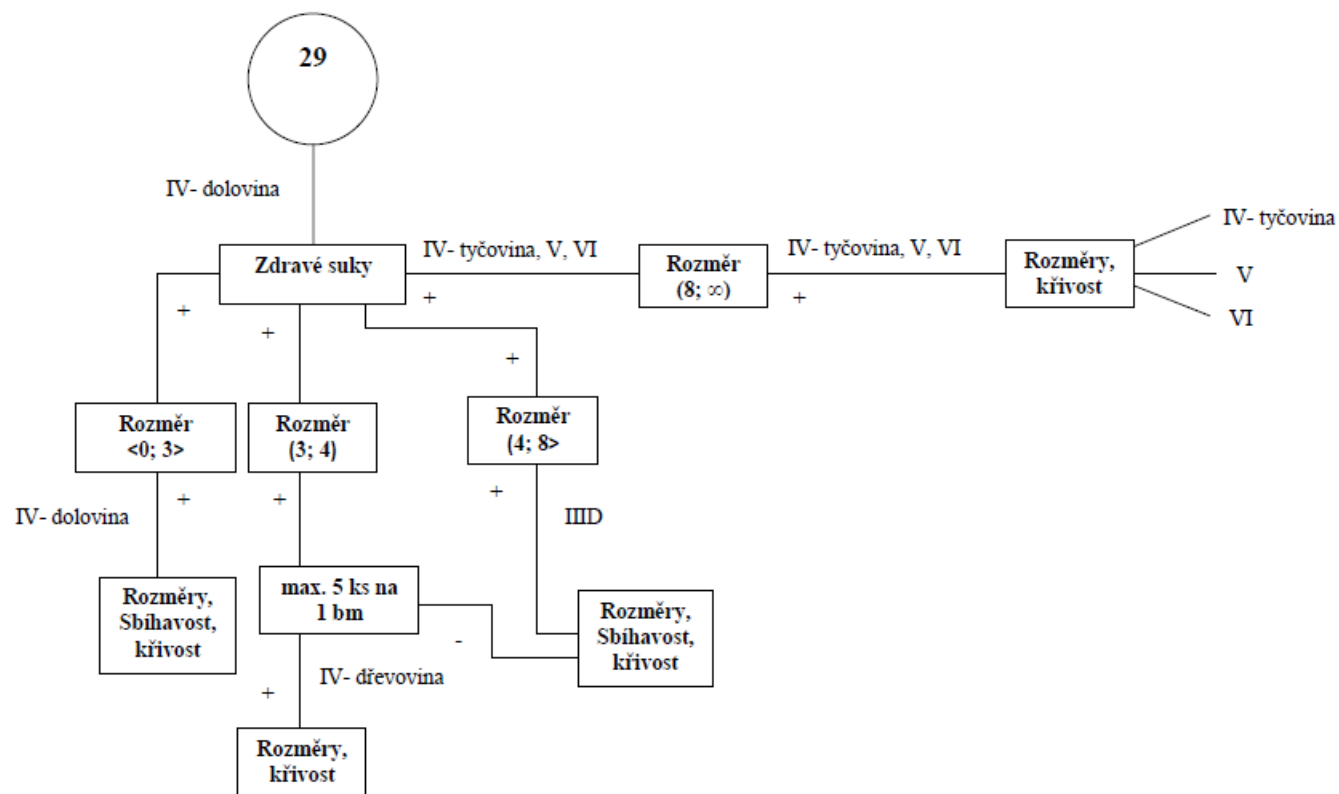 29
IV- dolovina
IV- tyčovina
IV- tyčovina, V, VI
IV- tyčovina, V, VI
Zdravé suky
Rozměr
(8; ∞)
Rozměry,
křivost
V
VI
+
+
+
+
+
Rozměr
<0; 3>
Rozměr
(3; 4)
Rozměr
(4; 8>
+
+
+
IV- dolovina
IIID
Rozměry,
Sbíhavost,
křivost
max. 5 ks na
1 bm
Rozměry,
Sbíhavost,
křivost
-
IV- dřevovina
+
Rozměry,
křivost